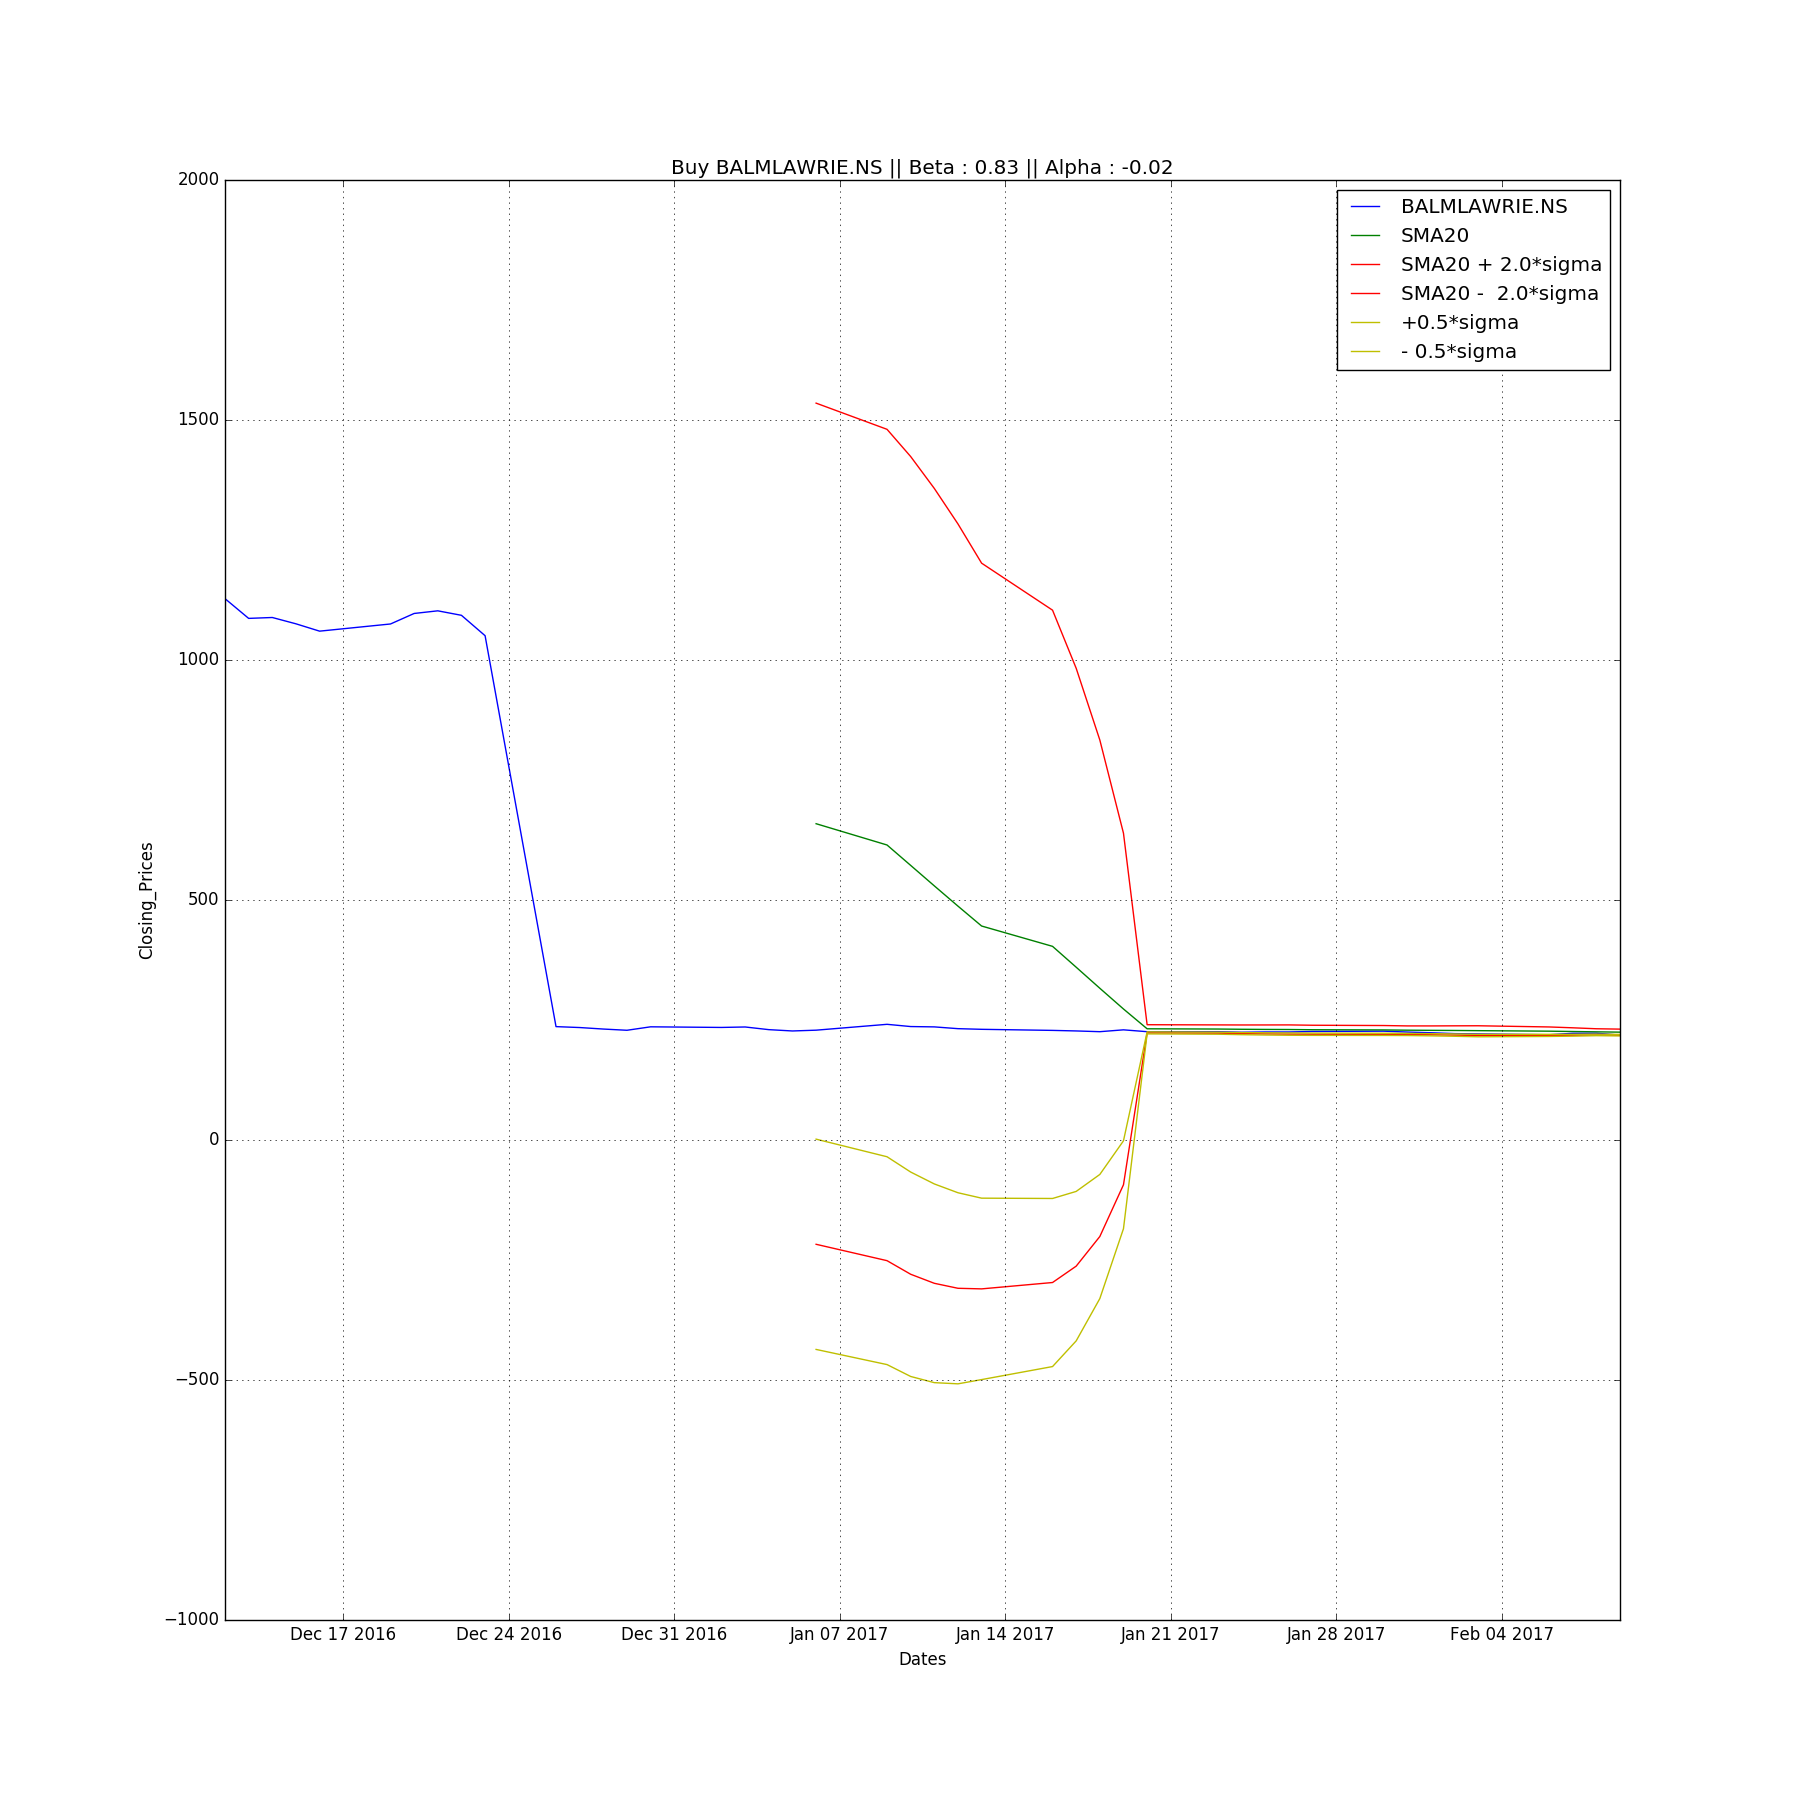 Buy BALMLAWRIE.NS || Beta : 0.83 || Alpha : -0.02
2000
1500
1000
500
0
−500
−1000
Closing_Prices
BALMLAWRIE.NS
SMA20
SMA20 + 2.0*sigma
SMA20 -  2.0*sigma
+0.5*sigma
- 0.5*sigma
Dec 17 2016
Dec 24 2016
Dec 31 2016
Jan 07 2017
Jan 14 2017
Jan 21 2017
Jan 28 2017
Feb 04 2017
Dates